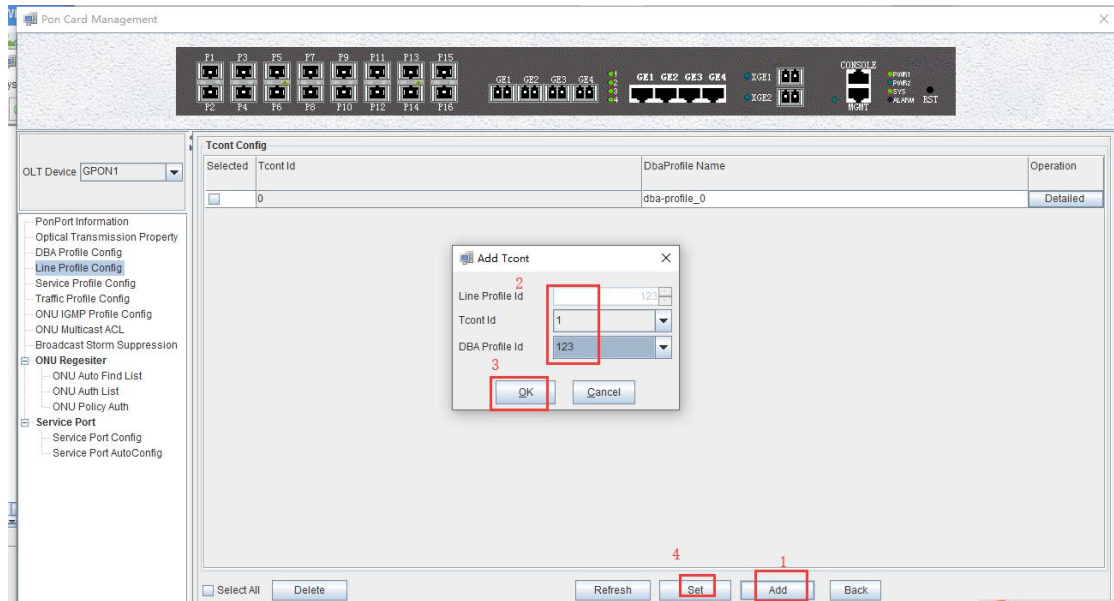 Pon Card Management
P1 P3 P5 P7 P9 P11 P13 P15
P2 P4 P6 P8 P10 P12 P14 P16
GE1 GE2 GE3 GE4
1
2
3
4
GE1 GE2 GE3 GE4
XGE1
XGE2
CONSOLE
MGMT
PWR1
PWR2
SYS
ALARM
RST
OLT Device GPON1
PonPort Information
Optical Transmission Property
DBA Profile Config
Line Profile Config
Service Profile Config
Traffic Profile Config
ONU IGMP Profile Config
ONU Multicast ACL
Broadcast Storm Suppression
ONU Regesiter
ONU Auto Find List
ONU Auth List
ONU Policy Auth
Service Port
Service Port Config
Service Port AutoConfig
Tcont Config
Selected Tcont Id DbaProfile Name Operation
0 dba-profile_0 Detailed
Add Tcont
2
Line Profile Id 123
Tcont Id 1
DBA Profile Id 123
3
OK Cancel
4 1
Select All Delete Refresh Set Add Back